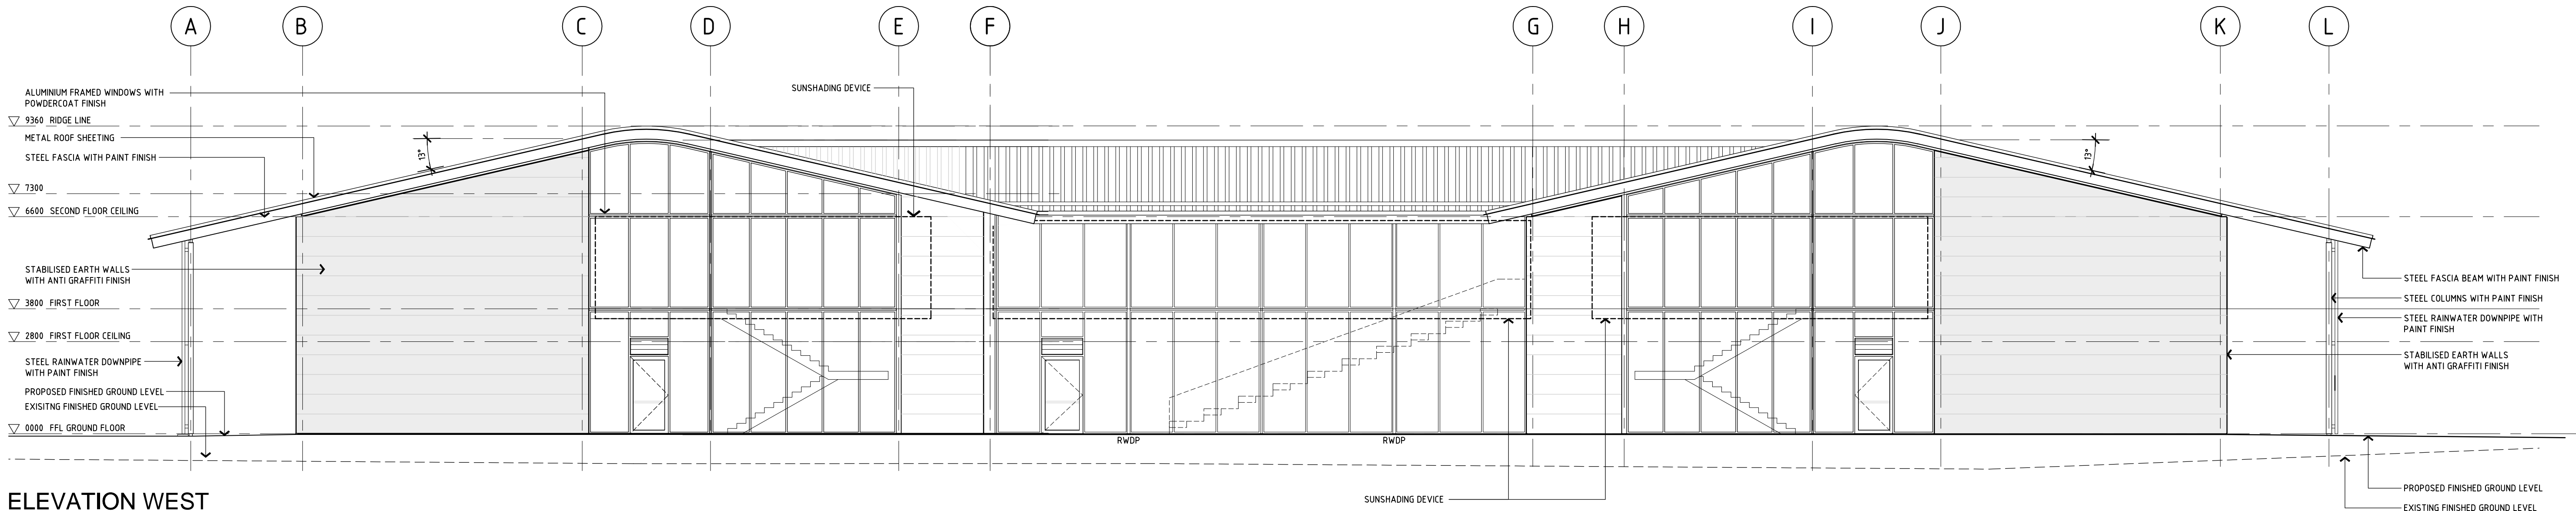 A B C D E F G H I J K L
SUNSHADING DEVICE
ALUMINIUM FRAMED WINDOWS WITH
POWDERCOAT FINISH
9360 RIDGE LINE
METAL ROOF SHEETING
STEEL FASCIA WITH PAINT FINISH
13°
13°
7300
6600 SECOND FLOOR CEILING
STABILISED EARTH WALLS
WITH ANTI GRAFFITI FINISH
3800 FIRST FLOOR
2800 FIRST FLOOR CEILING
STEEL RAINWATER DOWNPIPE
WITH PAINT FINISH
PROPOSED FINISHED GROUND LEVEL
EXISITNG FINISHED GROUND LEVEL
0000 FFL GROUND FLOOR
STEEL FASCIA BEAM WITH PAINT FINISH
STEEL COLUMNS WITH PAINT FINISH
STEEL RAINWATER DOWNPIPE WITH
PAINT FINISH
STABILISED EARTH WALLS
WITH ANTI GRAFFITI FINISH
RWDP
RWDP
SUNSHADING DEVICE
PROPOSED FINISHED GROUND LEVEL
EXISTING FINISHED GROUND LEVEL
ELEVATION WEST